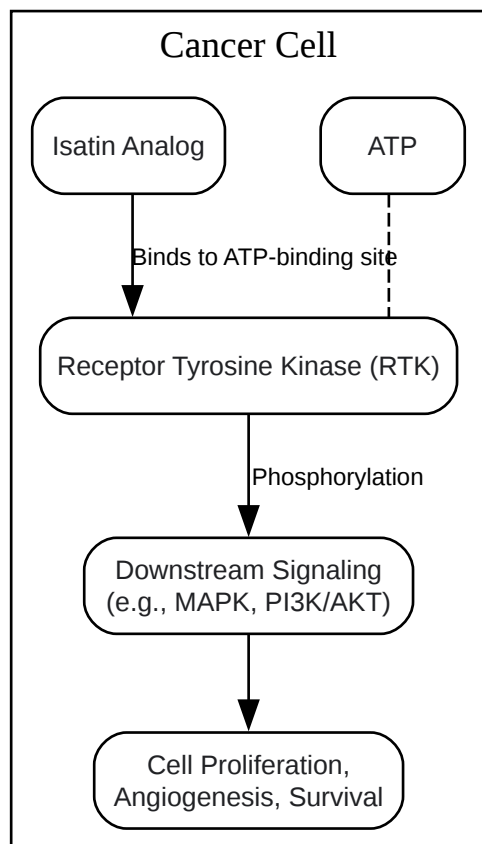 Cancer Cell
Isatin Analog
ATP
Binds to ATP-binding site
Receptor Tyrosine Kinase (RTK)
Phosphorylation
Downstream Signaling
(e.g., MAPK, PI3K/AKT)
Cell Proliferation,
Angiogenesis, Survival